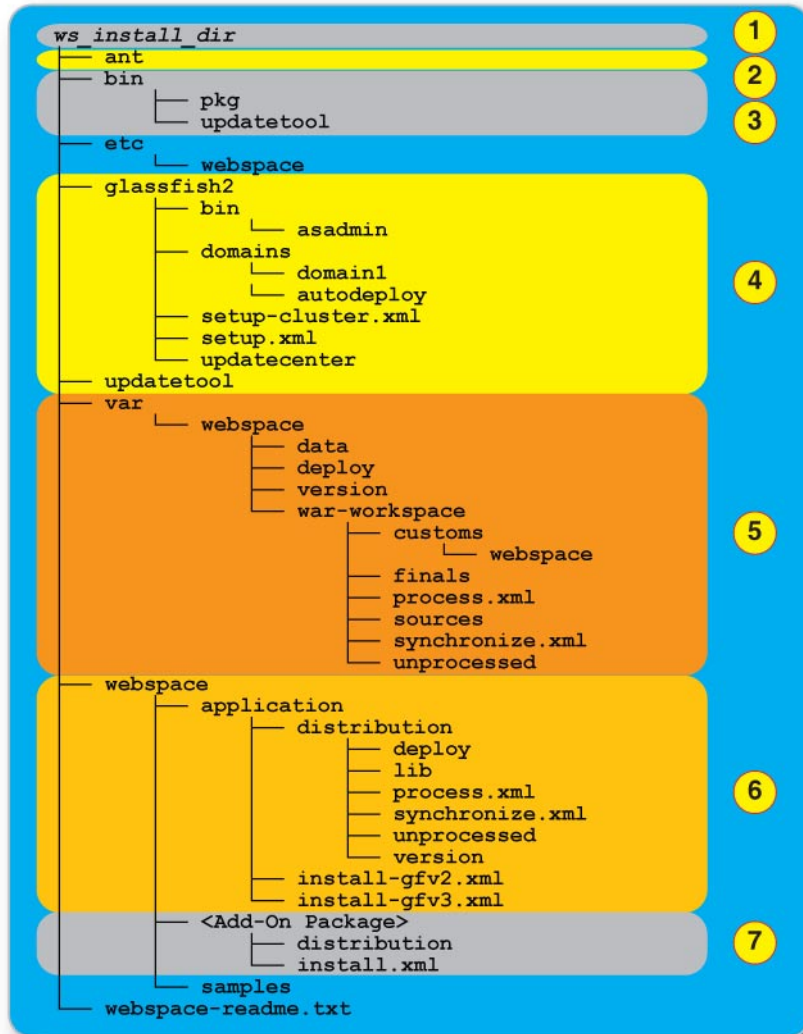 ws_install_dir 1
ant
bin 2
pkg
updatetool 3
etc
webspace
glassfish2
bin
asadmin
domains
domain1 4
autodeploy
setup-cluster.xml
setup.xml
updatecenter
updatetool
var
webspace
data
deploy
version
war-workspace
customs 5
webspace
finals
process.xml
sources
synchronize.xml
unprocessed
webspace
application
distribution
deploy
lib
process.xml 6
synchronize.xml
unprocessed
version
install-gfv2.xml
install-gfv3.xml
<Add-On Package>
distribution 7
install.xml
samples
webspace-readme.txt